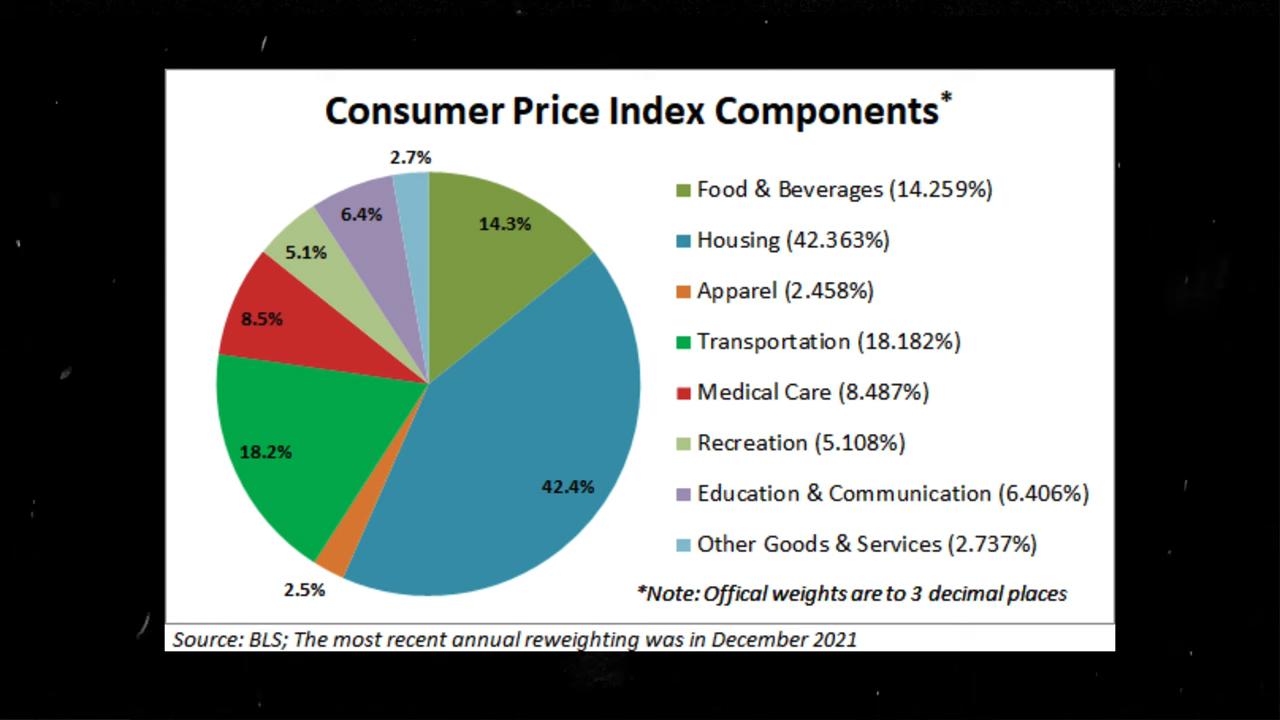 Consumer Price Index Components*
2.7%
14.3%
6.4%
5.1%
8.5%
18.2%
42.4%
2.5%
Food & Beverages (14.259%)
Housing (42.363%)
Apparel (2.458%)
Transportation (18.182%)
Medical Care (8.487%)
Recreation (5.108%)
Education & Communication (6.406%)
Other Goods & Services (2.737%)
*Note: Offical weights are to 3 decimal places
Source: BLS; The most recent annual reweighting was in December 2021